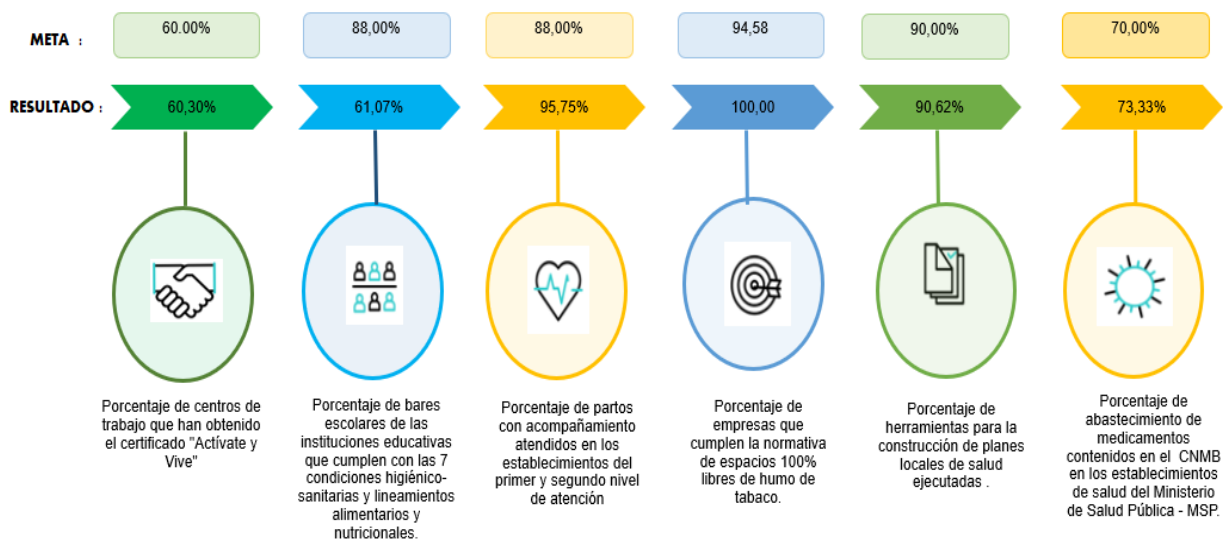 META :
60.00%
88,00%
88,00%
94,58
90,00%
70,00%
RESULTADO :
60,30%
61,07%
95,75%
100,00
90,62%
73,33%
Porcentaje de centros de
trabajo que han obtenido
el certificado "Actívate y
Vive"
Porcentaje de bares
escolares de las
instituciones educativas
que cumplen con las 7
condiciones higiénico-
sanitarias y lineamientos
alimentarios y
nutricionales.
Porcentaje de partos
con acompañamiento
atendidos en los
establecimientos del
primer y segundo nivel
de atención
Porcentaje de
empresas que
cumplen la normativa
de espacios 100%
libres de humo de
tabaco.
Porcentaje de
herramientas para la
construcción de planes
locales de salud
ejecutadas .
Porcentaje de
abastecimiento de
medicamentos
contenidos en el CNMB
en los establecimientos
de salud del Ministerio
de Salud Pública - MSP.